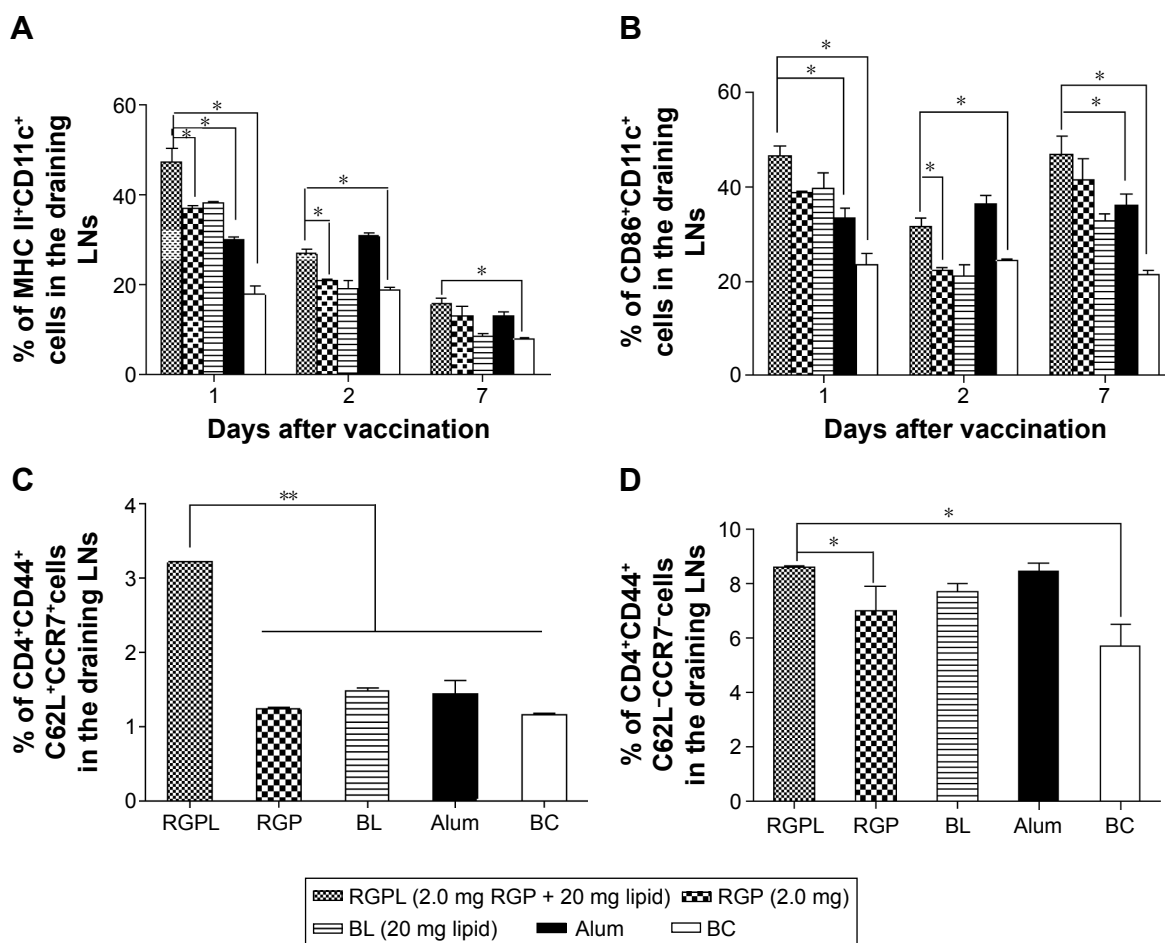 A
% of MHC II⁺CD11c⁺
cells in the draining
LNs
60
40
20
0
*
*
*
*
*
*
1
2
7
Days after vaccination
B
% of CD86⁺CD11c⁺
cells in the draining
LNs
60
40
20
0
*
*
*
*
*
*
1
2
7
Days after vaccination
C
% of CD4⁺CD44⁺
C62L⁺CCR7⁺cells
in the draining LNs
4
3
2
1
0
**
RGPL
RGP
BL
Alum
BC
D
% of CD4⁺CD44⁺
C62L⁻CCR7⁻cells
in the draining LNs
10
8
6
4
2
0
*
*
RGPL
RGP
BL
Alum
BC
RGPL (2.0 mg RGP + 20 mg lipid) RGP (2.0 mg)
BL (20 mg lipid) Alum BC